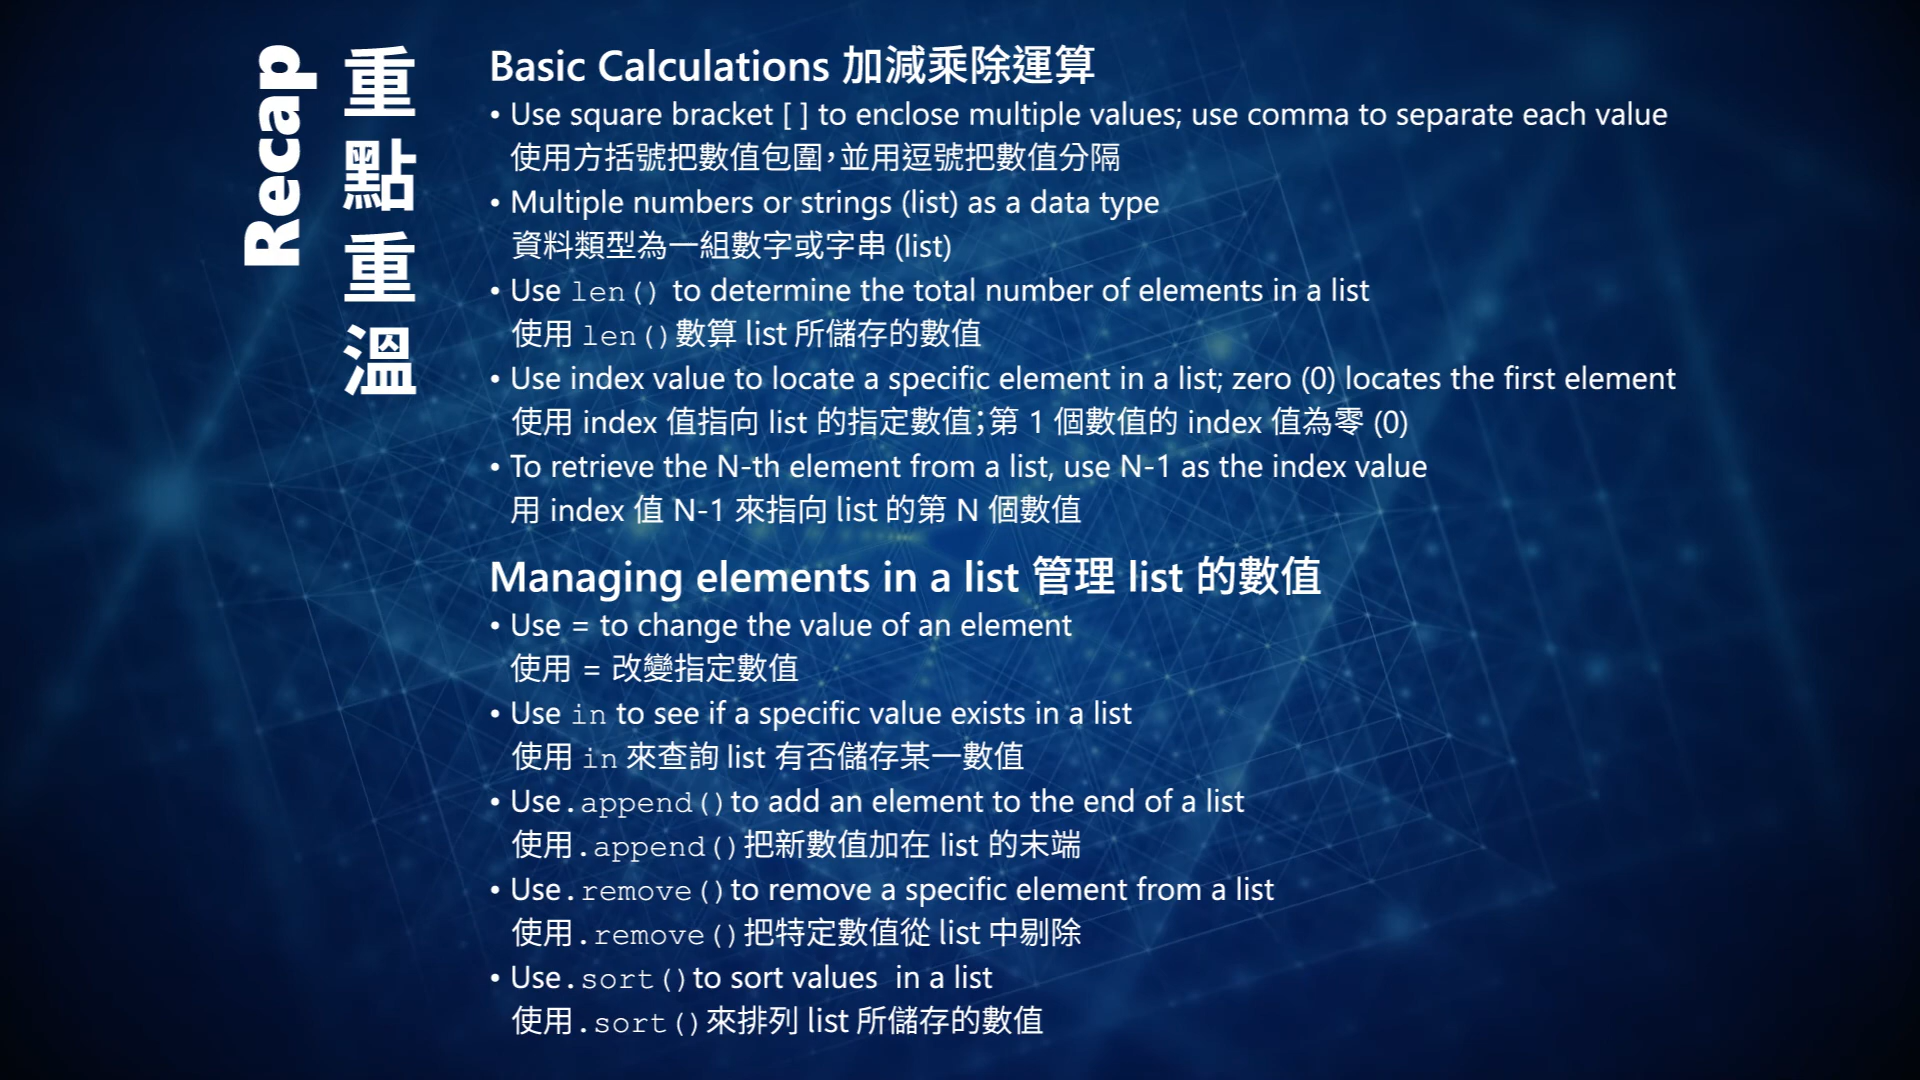 Recap
重點重溫
Basic Calculations 加減乘除運算
• Use square bracket [ ] to enclose multiple values; use comma to separate each value
使用方括號把數值包圍，並用逗號把數值分隔
• Multiple numbers or strings (list) as a data type
資料類型為一組數字或字串 (list)
• Use len() to determine the total number of elements in a list
使用 len()數算 list 所儲存的數值
• Use index value to locate a specific element in a list; zero (0) locates the first element
使用 index 值指向 list 的指定數值；第 1 個數值的 index 值為零 (0)
• To retrieve the N-th element from a list, use N-1 as the index value
用 index 值 N-1 來指向 list 的第 N 個數值
Managing elements in a list 管理 list 的數值
• Use = to change the value of an element
使用 = 改變指定數值
• Use in to see if a specific value exists in a list
使用 in 來查詢 list 有否儲存某一數值
• Use.append()to add an element to the end of a list
使用.append()把新數值加在 list 的末端
• Use.remove()to remove a specific element from a list
使用.remove()把特定數值從 list 中剔除
• Use.sort()to sort values  in a list
使用.sort()來排列 list 所儲存的數值